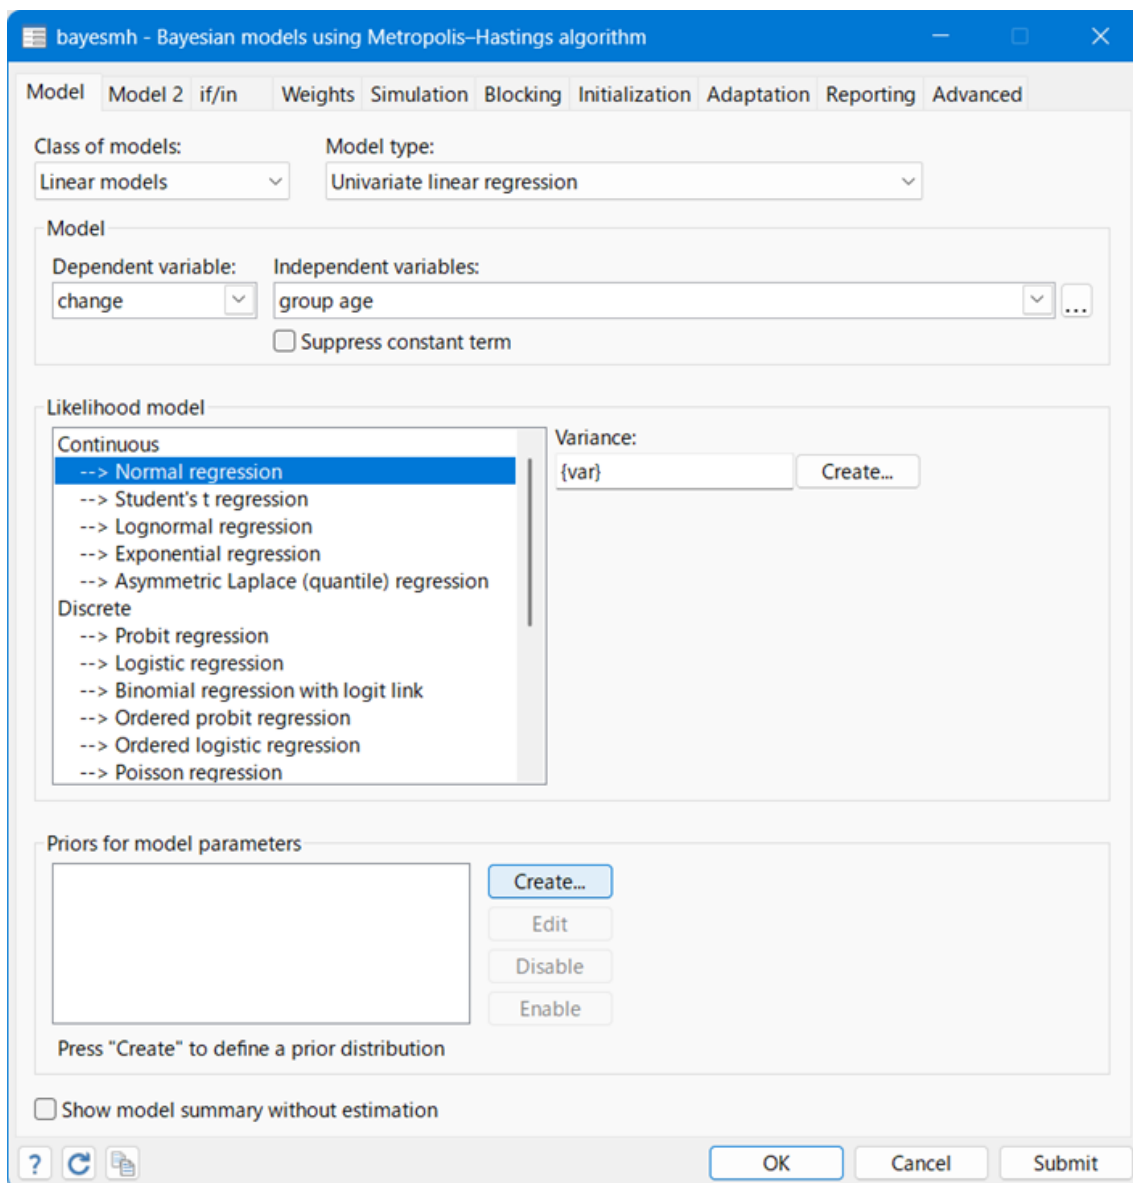 bayesmh - Bayesian models using Metropolis–Hastings algorithm
Model Model 2 if/in Weights Simulation Blocking Initialization Adaptation Reporting Advanced
Class of models: Model type:
Linear models Univariate linear regression
Model
Dependent variable: Independent variables:
change group age ...
Suppress constant term
Likelihood model
Continuous
--> Normal regression
--> Student's t regression
--> Lognormal regression
--> Exponential regression
--> Asymmetric Laplace (quantile) regression
Discrete
--> Probit regression
--> Logistic regression
--> Binomial regression with logit link
--> Ordered probit regression
--> Ordered logistic regression
--> Poisson regression
Variance:
{var} Create...
Priors for model parameters
Create...
Edit
Disable
Enable
Press "Create" to define a prior distribution
Show model summary without estimation
? OK Cancel Submit